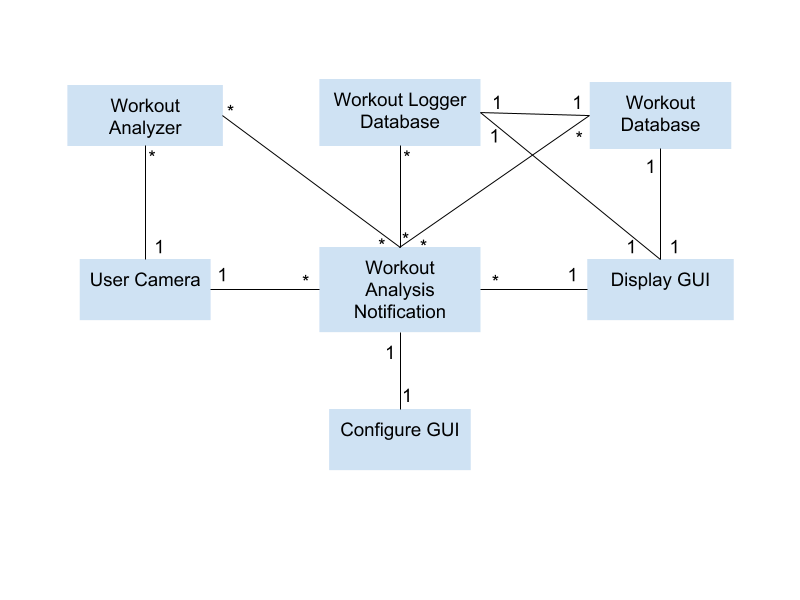 Workout
Analyzer
*
Workout Logger
Database
1
1
Workout
Database
*
*
1
*
1
1
*
*
*
1
1
User Camera
1
*
Workout
Analysis
Notification
*
1
Display GUI
1
1
Configure GUI